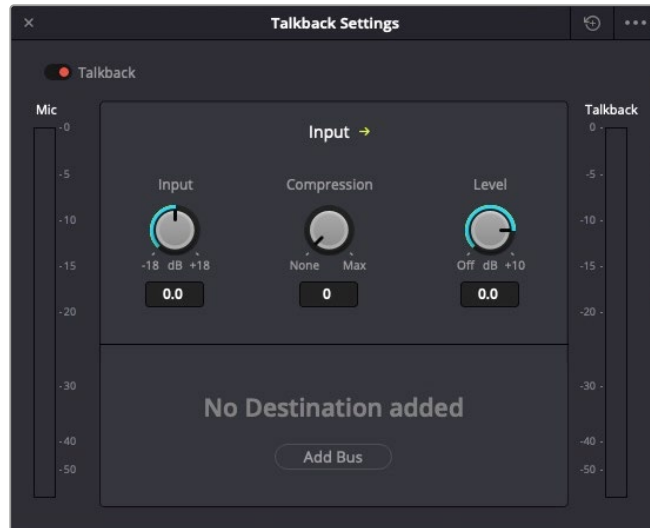 × Talkback Settings •••
Talkback
Mic Talkback
Input →
-0 0 -
-5 Input Compression Level -5 -
-10 -10 -
-15 -18 dB +18 None Max Off dB +10 -15 -
0.0 0 0.0
-20 -20 -
-30 -30 -
No Destination added
-40 -40 -
Add Bus
-50 -50 -